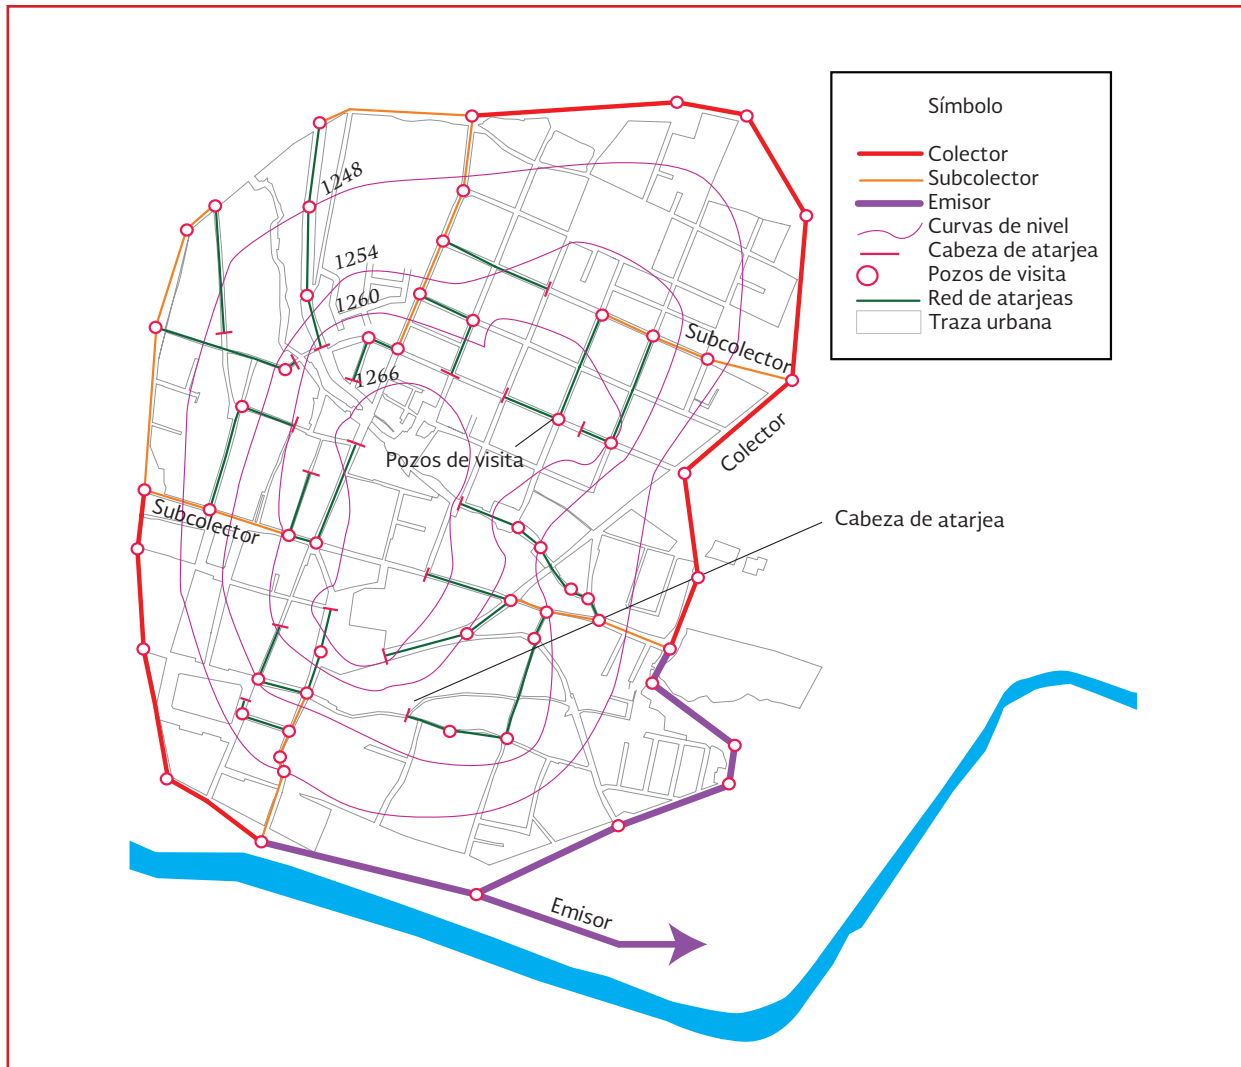 Símbolo
Colector
Subcolector
Emisor
Curvas de nivel
Cabeza de atarjea
Pozos de visita
Red de atarjeas
Traza urbana
1248
1254
1260
1266
Subcolector
Colector
Pozos de visita
Subcolector
Cabeza de atarjea
Emisor